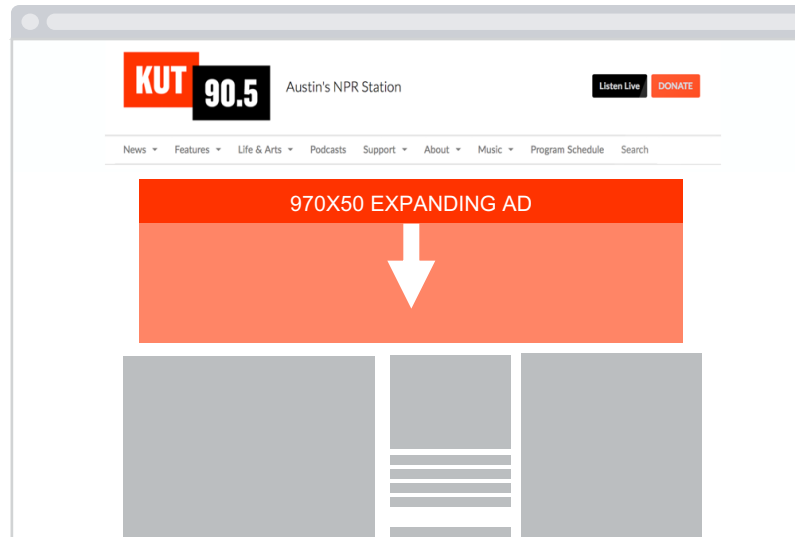 KUT
90.5
Austin's NPR Station
Listen Live DONATE
News Features Life & Arts Podcasts Support About Music Program Schedule Search
970X50 EXPANDING AD